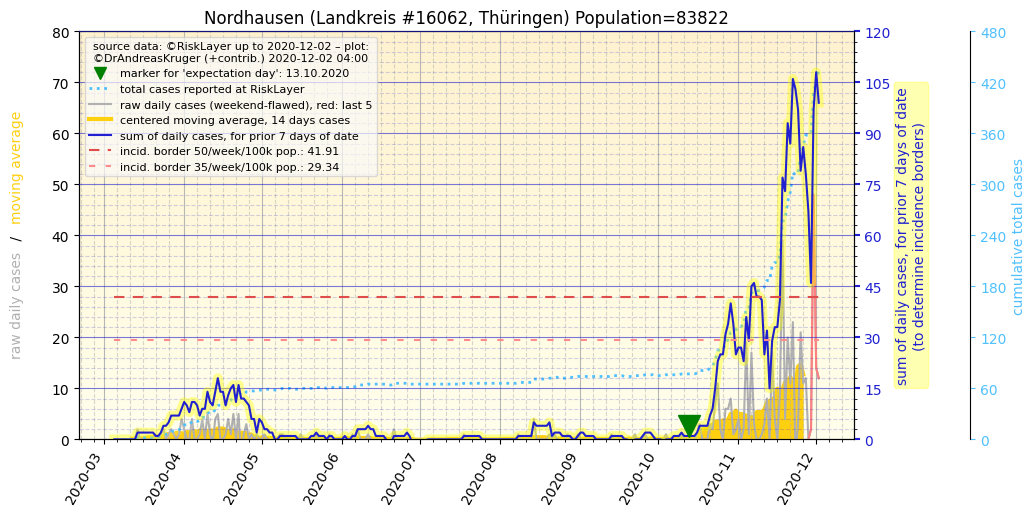 Nordhausen (Landkreis #16062, Thüringen) Population=83822
source data: ©RiskLayer up to 2020-12-02 – plot:
©DrAndreasKruger (+contrib.) 2020-12-02 04:00
marker for 'expectation day': 13.10.2020
total cases reported at RiskLayer
raw daily cases (weekend-flawed), red: last 5
centered moving average, 14 days cases
sum of daily cases, for prior 7 days of date
incid. border 50/week/100k pop.: 41.91
incid. border 35/week/100k pop.: 29.34
raw daily cases / moving average
80
70
60
50
40
30
20
10
0
120
105
90
75
60
45
30
15
0
sum of daily cases, for prior 7 days of date
(to determine incidence borders)
480
420
360
300
240
180
120
60
0
cumulative total cases
2020-03
2020-04
2020-05
2020-06
2020-07
2020-08
2020-09
2020-10
2020-11
2020-12